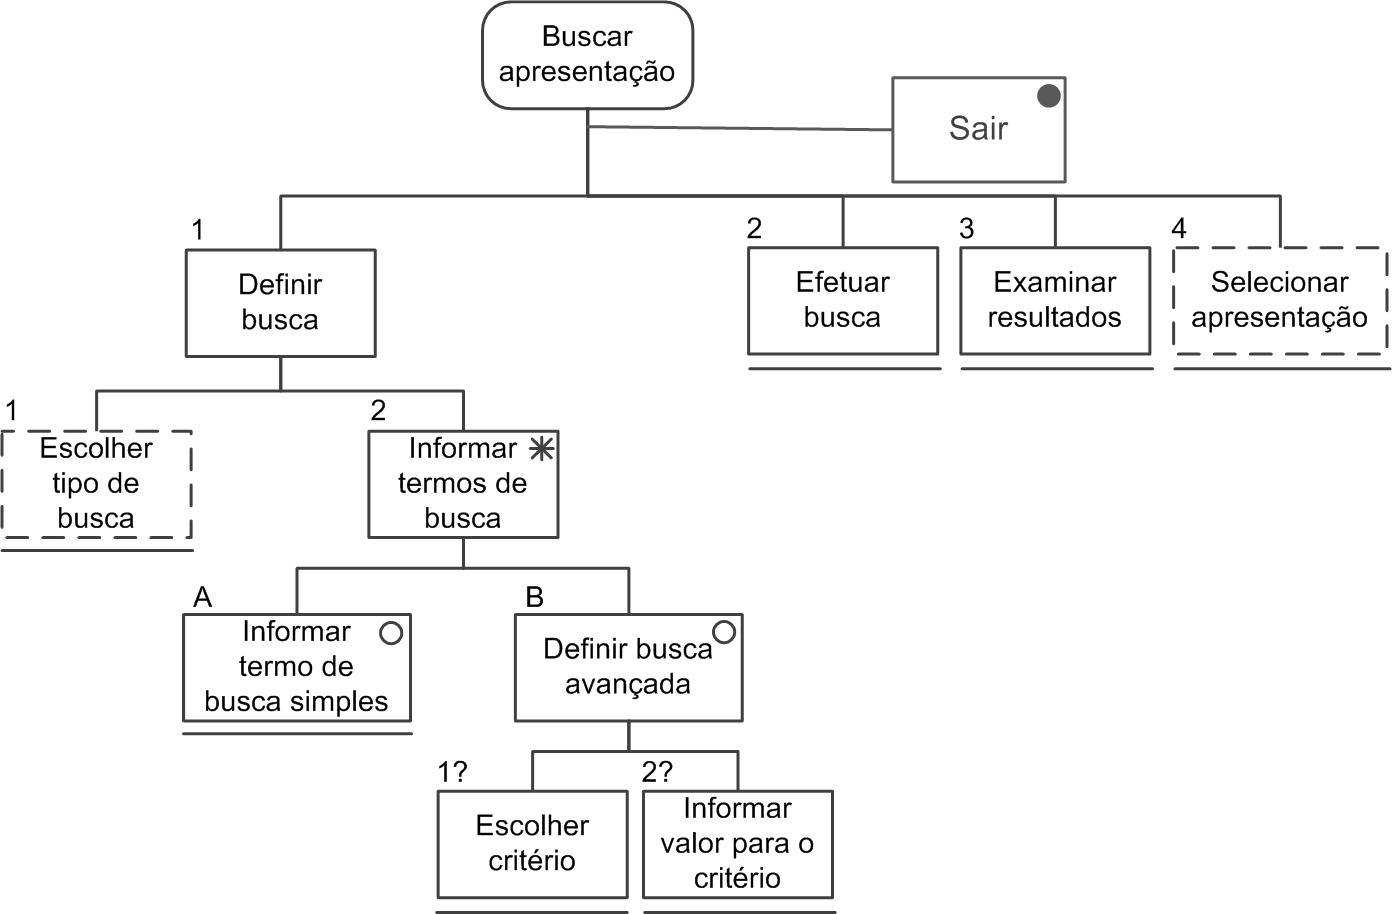 Buscar
apresentação
Sair
1
Definir
busca
2
Efetuar
busca
3
Examinar
resultados
4
Selecionar
apresentação
1
Escolher
tipo de
busca
2
Informar
termos de
busca
A
Informar
termo de
busca simples
B
Definir busca
avançada
1?
Escolher
critério
2?
Informar
valor para o
critério